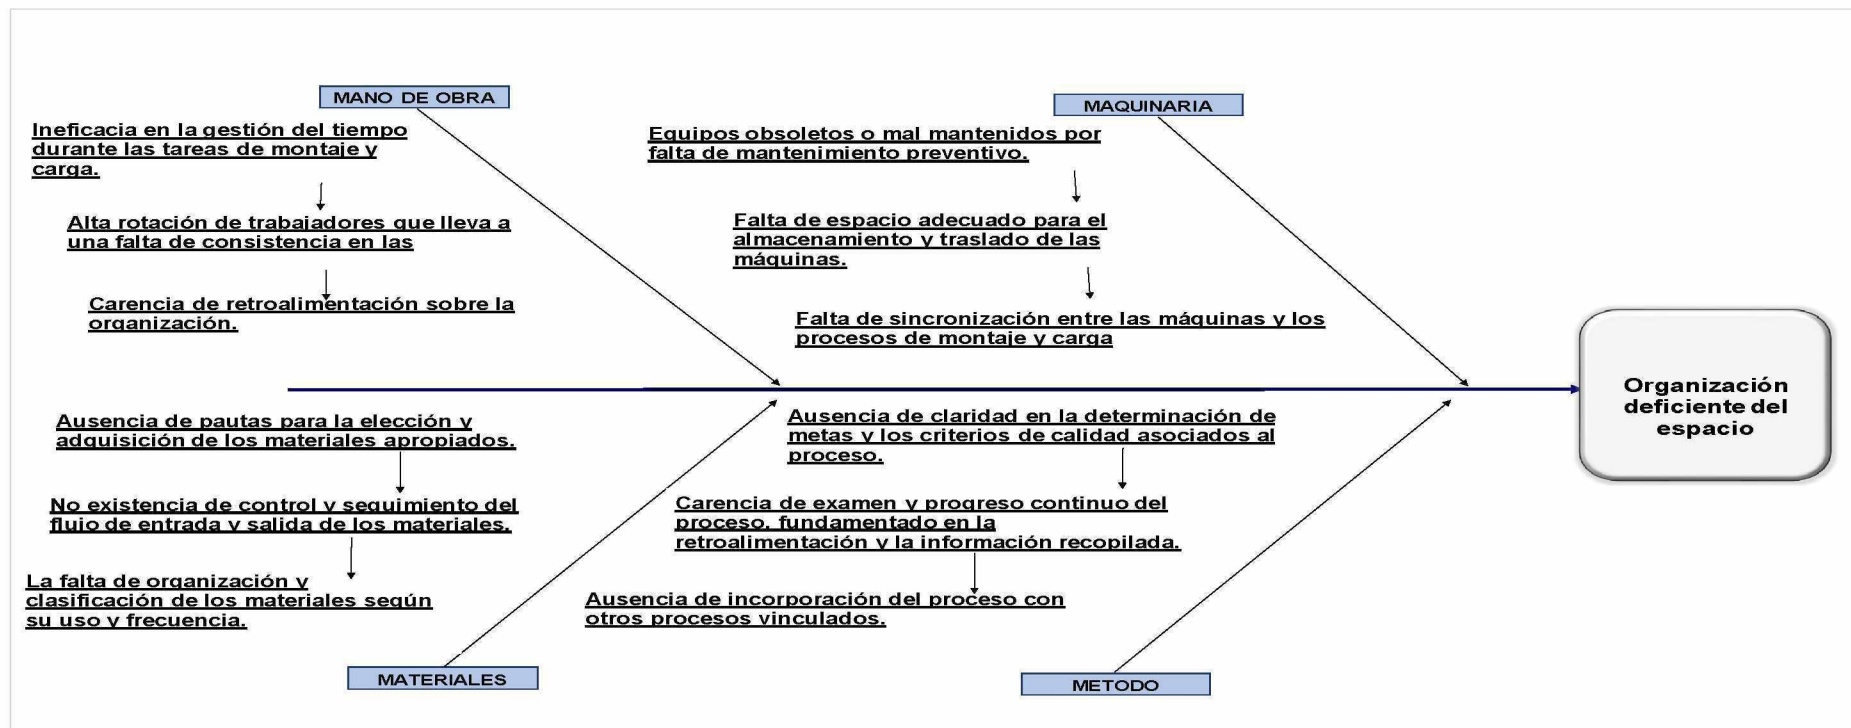 MANO DE OBRA
Ineficacia en la gestión del tiempo
durante las tareas de montaje y
carga.
Alta rotación de trabajadores que lleva a
una falta de consistencia en las
Carencia de retroalimentación sobre la
organización.
MAQUINARIA
Equipos obsoletos o mal mantenidos por
falta de mantenimiento preventivo.
Falta de espacio adecuado para el
almacenamiento y traslado de las
máquinas.
Falta de sincronización entre las máquinas y los
procesos de montaje y carga
Organización
deficiente del
espacio
Ausencia de pautas para la elección y
adquisición de los materiales apropiados.
No existencia de control y seguimiento del
flujo de entrada y salida de los materiales.
La falta de organización y
clasificación de los materiales según
su uso y frecuencia.
MATERIALES
Ausencia de claridad en la determinación de
metas y los criterios de calidad asociados al
proceso.
Carencia de examen y progreso continuo del
proceso, fundamentado en la
retroalimentación y la información recopilada.
Ausencia de incorporación del proceso con
otros procesos vinculados.
METODO